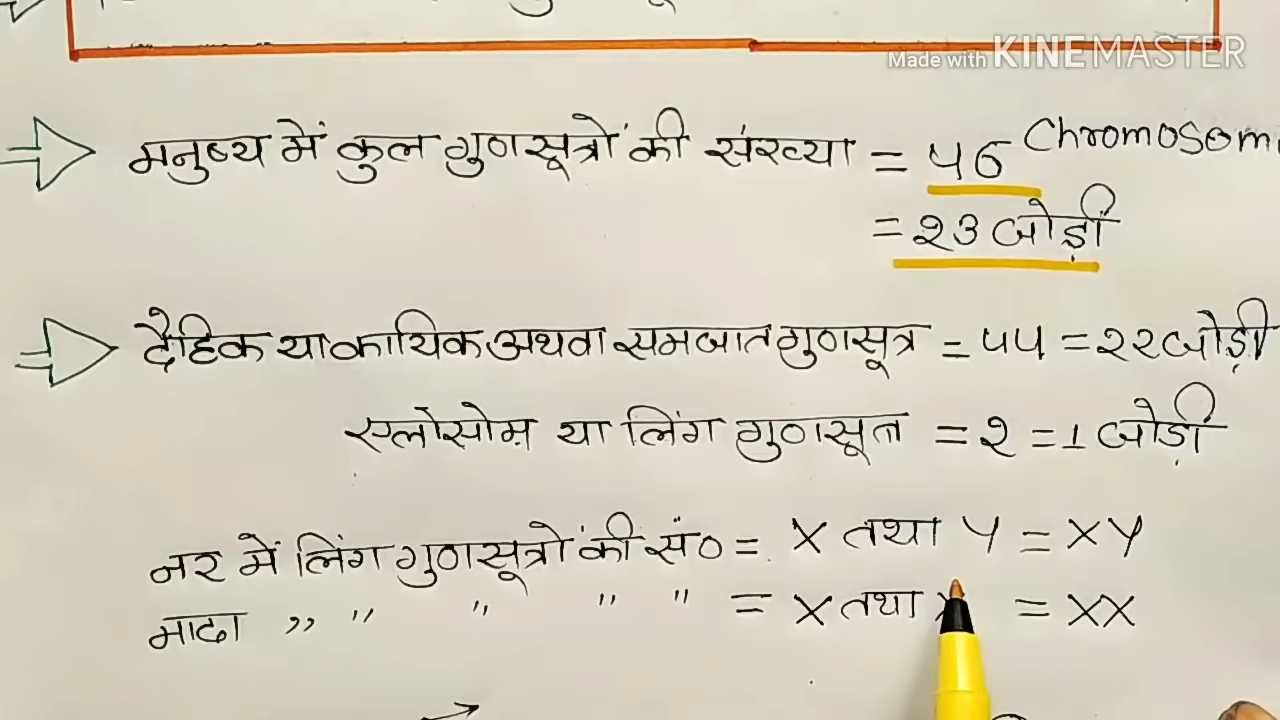 Made with KINEMASTER
मनुष्य में कुल गुणसूत्रों की संख्या = 46 Chromosom
= 23 जोड़ी
दैहिक या कायिक अथवा समजात गुणसूत्र = 44 = 22 जोड़ी
एलोसोम या लिंग गुणसूत्र = 2 = 1 जोड़ी
नर में लिंग गुणसूत्रों की सं० = X तथा Y = XY
मादा ,, ,, ,, ,, ,, = X तथा X = XX